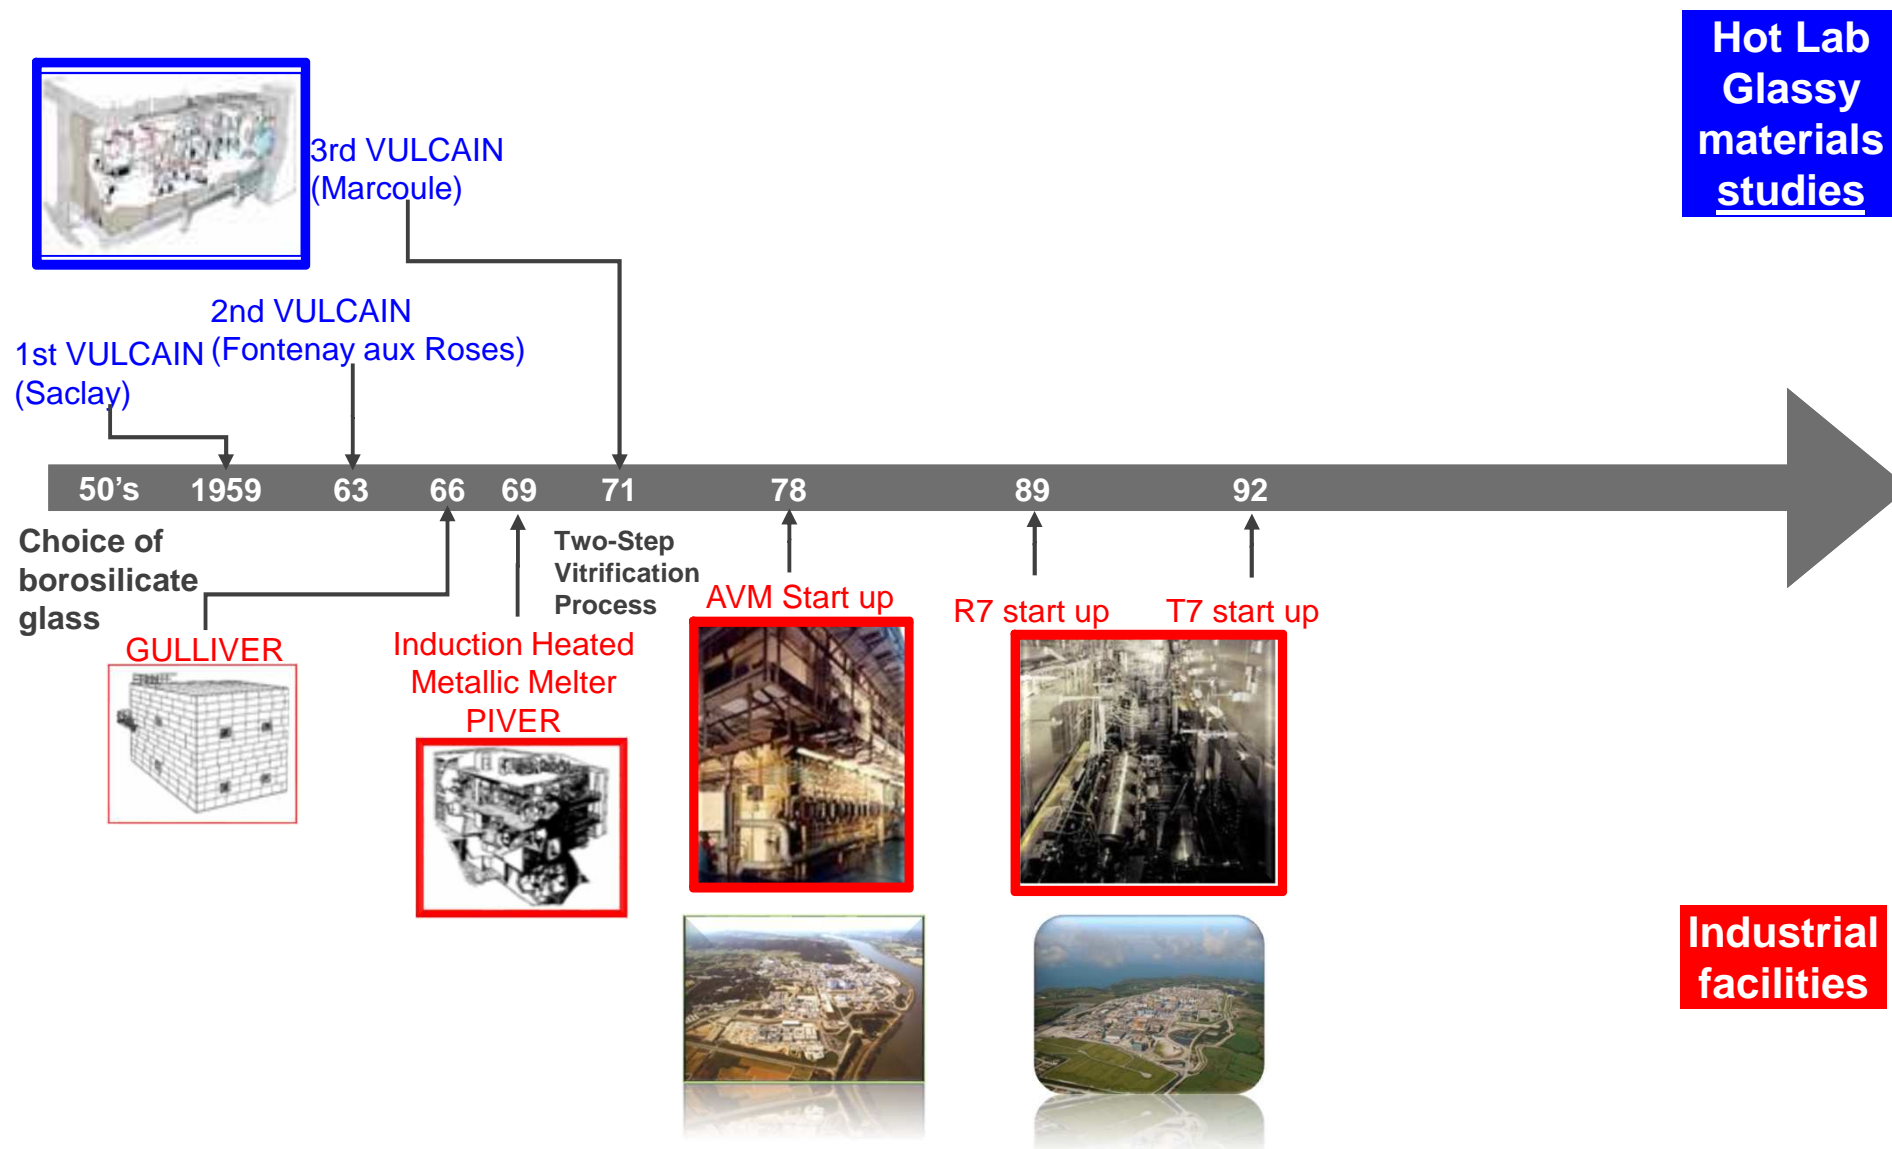 Hot Lab
Glassy
materials
studies
3rd VULCAIN
(Marcoule)
2nd VULCAIN
(Fontenay aux Roses)
1st VULCAIN
(Saclay)
50’s 1959 63 66 69 71 78 89 92
Choice of
borosilicate
glass
Two-Step
Vitrification
Process
GULLIVER
Induction Heated
Metallic Melter
PIVER
AVM Start up
R7 start up
T7 start up
Industrial
facilities